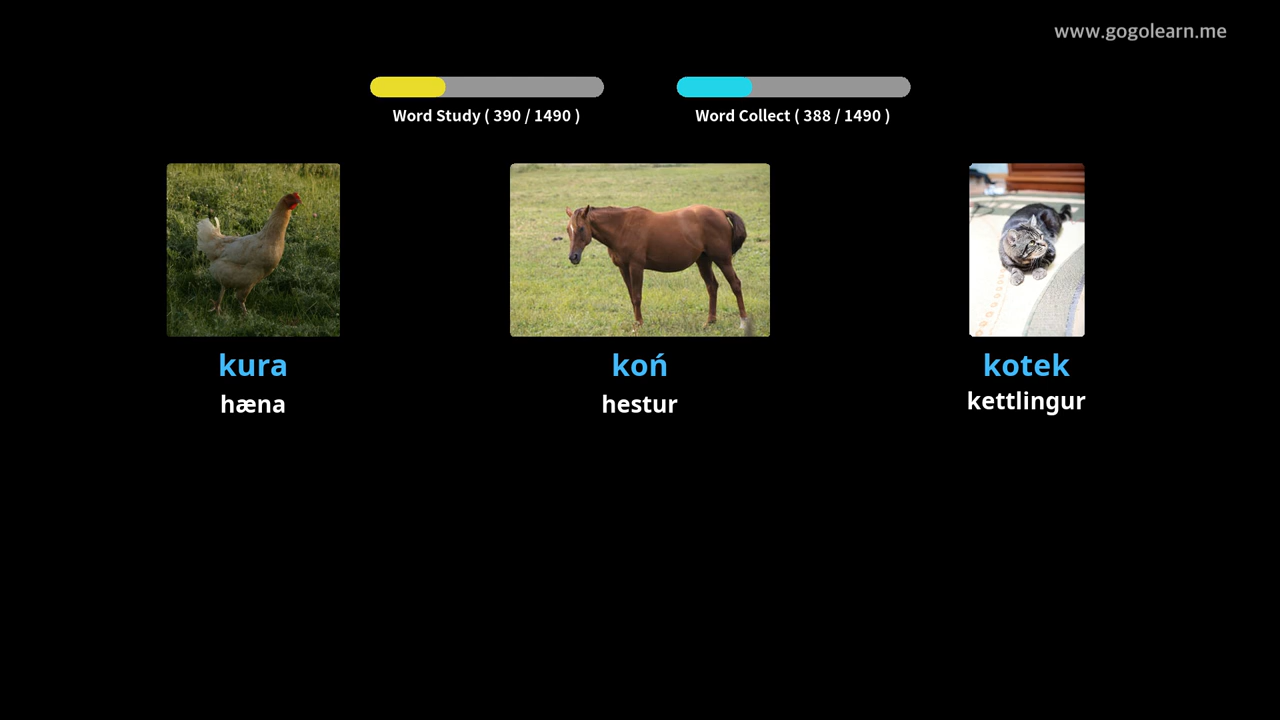 www.gogolearn.me
Word Study ( 390 / 1490 )
Word Collect ( 388 / 1490 )
kura
hæna
koń
hestur
kotek
kettlingur